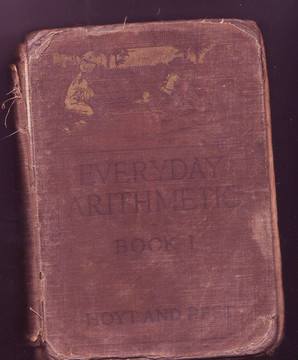 EVERYDAY
ARITHMETIC
BOOK I
HOYT AND PEET